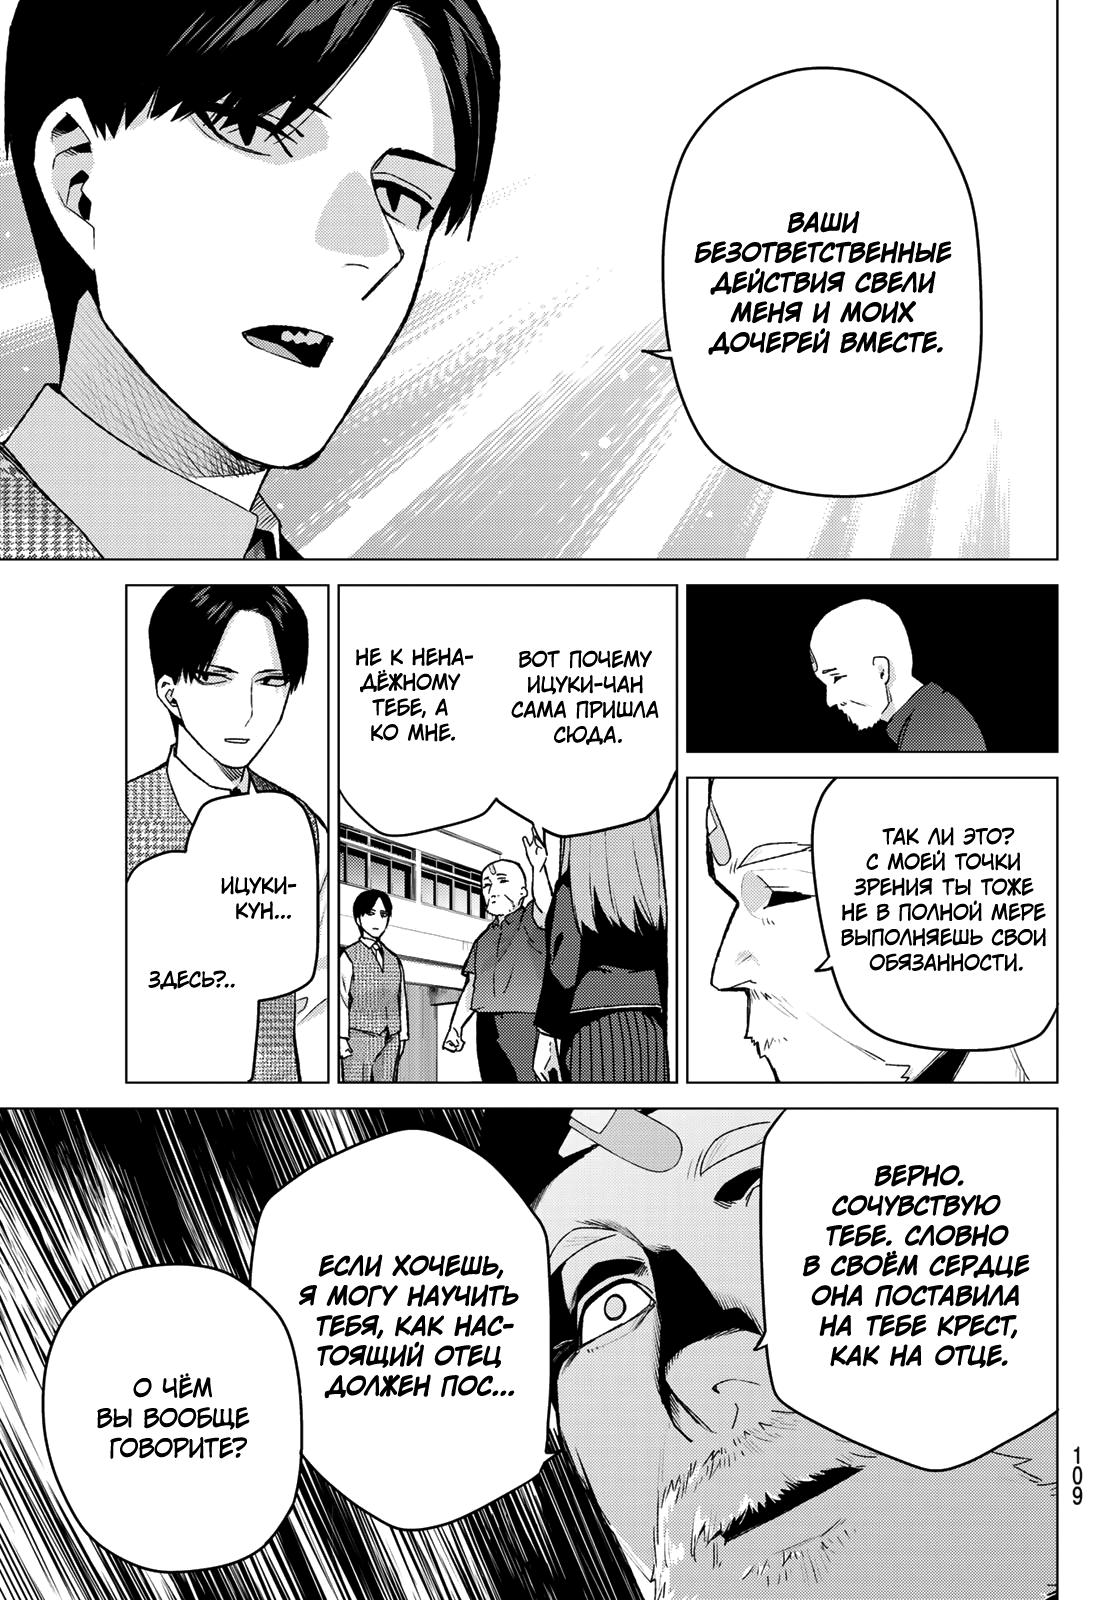 ВАШИ
БЕЗОТВЕТСТВЕННЫЕ
ДЕЙСТВИЯ СВЕЛИ
МЕНЯ И МОИХ
ДОЧЕРЕЙ ВМЕСТЕ.
ТАК ЛИ ЭТО?
С МОЕЙ ТОЧКИ
ЗРЕНИЯ ТЫ ТОЖЕ
НЕ В ПОЛНОЙ МЕРЕ
ВЫПОЛНЯЕШЬ СВОИ
ОБЯЗАННОСТИ.
ВОТ ПОЧЕМУ
ИЦУКИ-ЧАН
САМА ПРИШЛА
СЮДА.
НЕ К НЕНА-
ДЁЖНОМУ
ТЕБЕ, А
КО МНЕ.
ИЦУКИ-
КУН...
ЗДЕСЬ?..
ВЕРНО.
СОЧУВСТВУЮ
ТЕБЕ. СЛОВНО
В СВОЁМ СЕРДЦЕ
ОНА ПОСТАВИЛА
НА ТЕБЕ КРЕСТ,
КАК НА ОТЦЕ.
ЕСЛИ ХОЧЕШЬ,
Я МОГУ НАУЧИТЬ
ТЕБЯ, КАК НАС-
ТОЯЩИЙ ОТЕЦ
ДОЛЖЕН ПОС...
О ЧЁМ
ВЫ ВООБЩЕ
ГОВОРИТЕ?
109